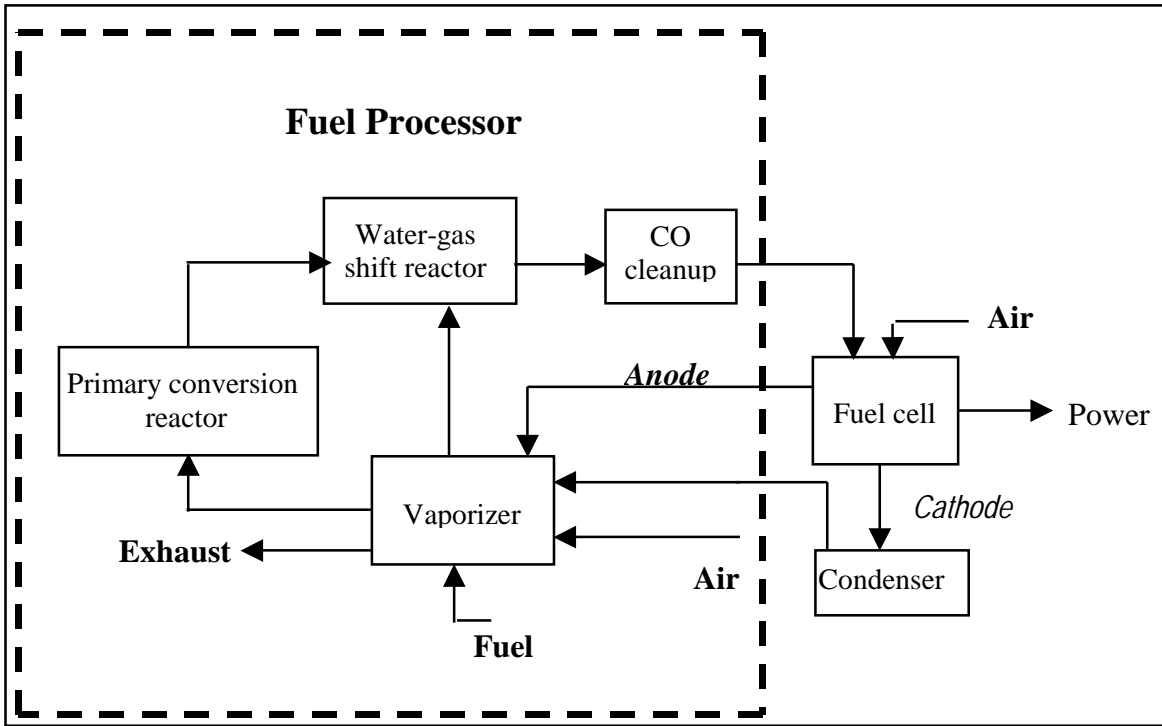 Fuel Processor
Water-gas
shift reactor
CO
cleanup
Air
Primary conversion
reactor
Anode
Fuel cell
Power
Vaporizer
Cathode
Exhaust
Air
Condenser
Fuel